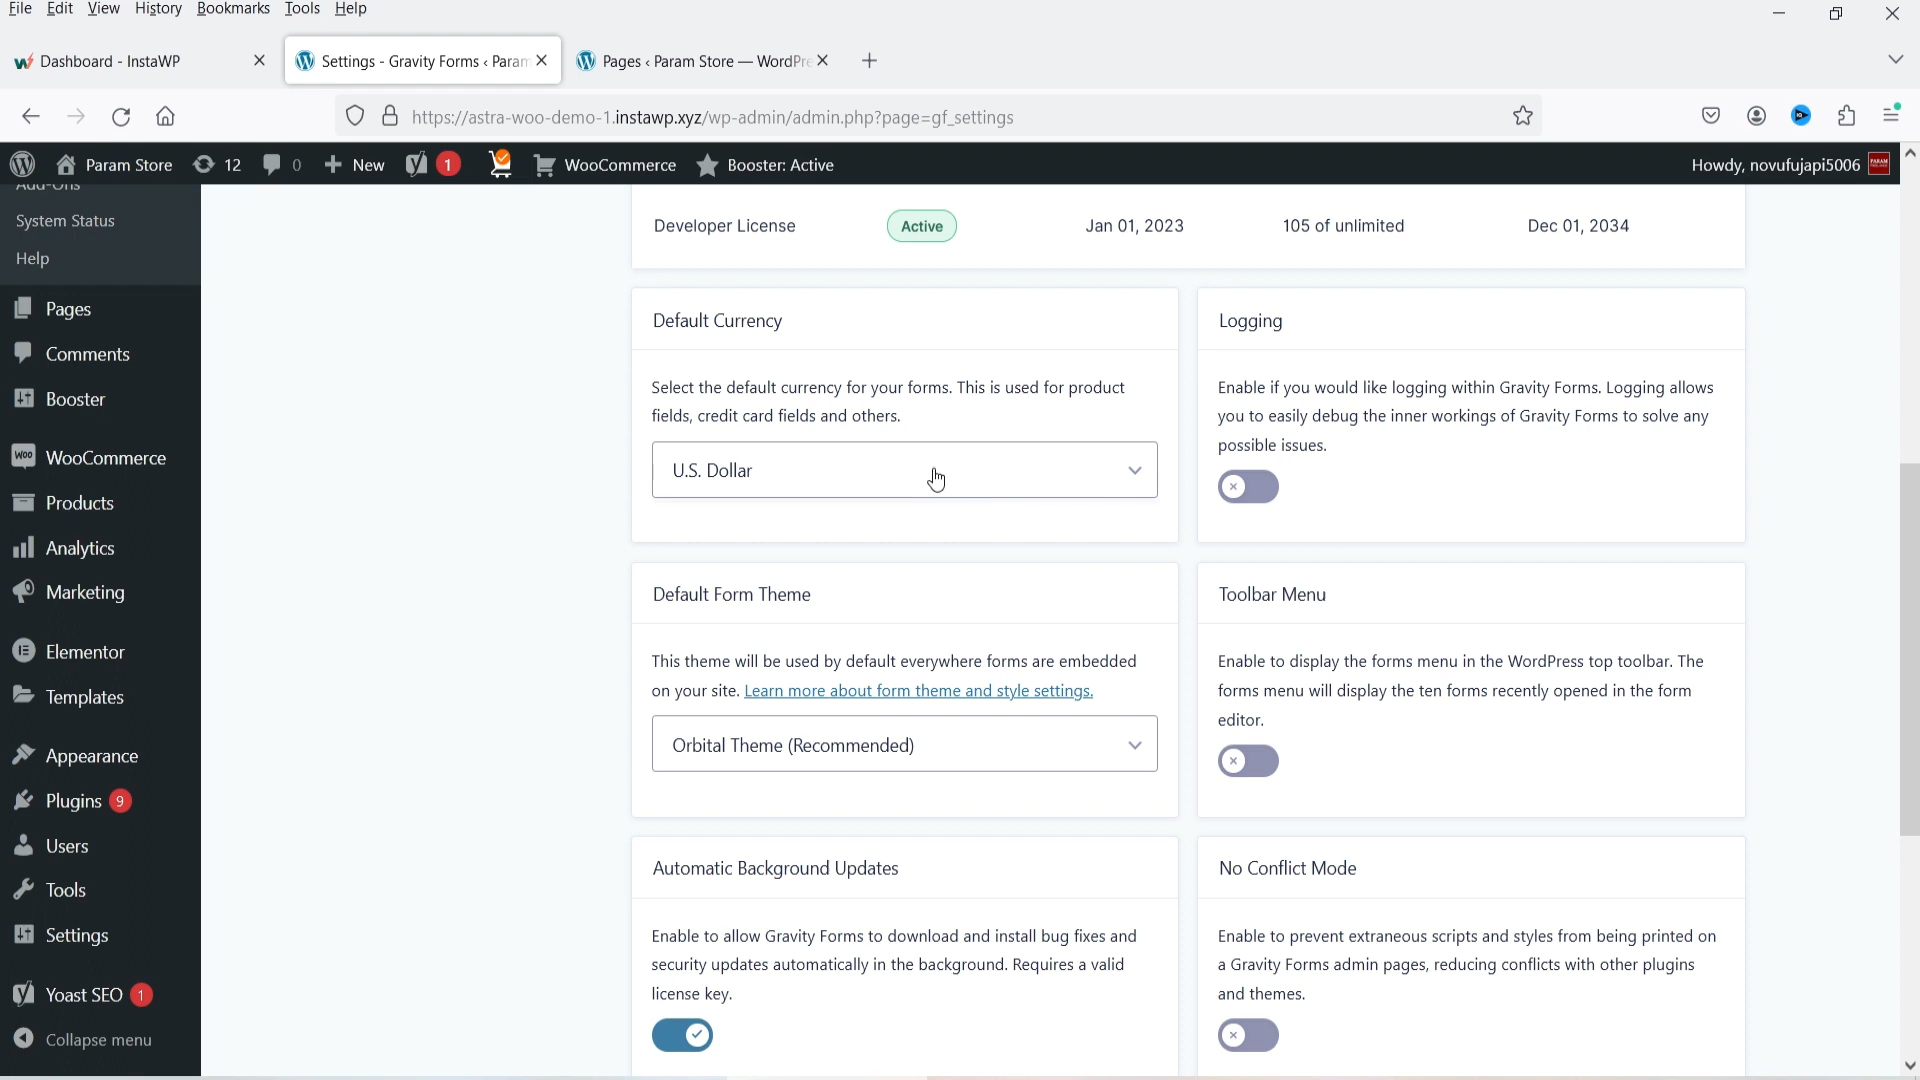 File Edit View History Bookmarks Tools Help
Dashboard - InstaWP
Settings - Gravity Forms ‹ Param
Pages ‹ Param Store — WordPre
https://astra-woo-demo-1.instawp.xyz/wp-admin/admin.php?page=gf_settings
Param Store 12 0 New 1 WooCommerce Booster: Active
Howdy, novufujapi5006
Add-Ons
System Status
Help
Pages
Comments
Booster
WooCommerce
Products
Analytics
Marketing
Elementor
Templates
Appearance
Plugins 9
Users
Tools
Settings
Yoast SEO 1
Collapse menu
Developer License Active Jan 01, 2023 105 of unlimited Dec 01, 2034
Default Currency
Select the default currency for your forms. This is used for product
fields, credit card fields and others.
U.S. Dollar
Logging
Enable if you would like logging within Gravity Forms. Logging allows
you to easily debug the inner workings of Gravity Forms to solve any
possible issues.
Default Form Theme
This theme will be used by default everywhere forms are embedded
on your site. Learn more about form theme and style settings.
Orbital Theme (Recommended)
Toolbar Menu
Enable to display the forms menu in the WordPress top toolbar. The
forms menu will display the ten forms recently opened in the form
editor.
Automatic Background Updates
Enable to allow Gravity Forms to download and install bug fixes and
security updates automatically in the background. Requires a valid
license key.
No Conflict Mode
Enable to prevent extraneous scripts and styles from being printed on
a Gravity Forms admin pages, reducing conflicts with other plugins
and themes.